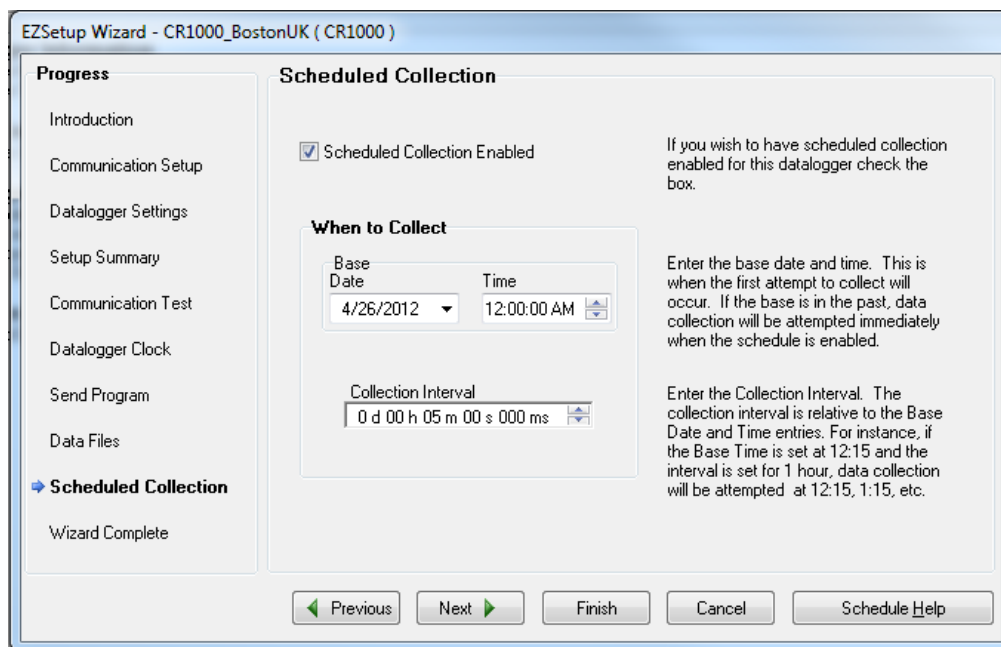 EZSetup Wizard - CR1000_BostonUK ( CR1000 )
Progress
Introduction
Communication Setup
Datalogger Settings
Setup Summary
Communication Test
Datalogger Clock
Send Program
Data Files
Scheduled Collection
Wizard Complete
Scheduled Collection
Scheduled Collection Enabled
If you wish to have scheduled collection
enabled for this datalogger check the
box.
When to Collect
Base
Date Time
4/26/2012 12:00:00 AM
Enter the base date and time. This is
when the first attempt to collect will
occur. If the base is in the past, data
collection will be attempted immediately
when the schedule is enabled.
Collection Interval
0 d 00 h 05 m 00 s 000 ms
Enter the Collection Interval. The
collection interval is relative to the Base
Date and Time entries. For instance, if
the Base Time is set at 12:15 and the
interval is set for 1 hour, data collection
will be attempted at 12:15, 1:15, etc.
Previous Next Finish Cancel Schedule Help